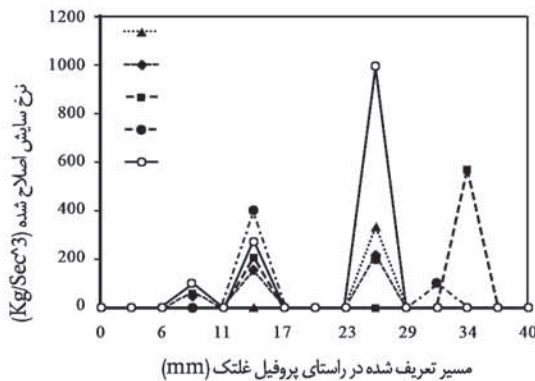 1200
1000
800
600
400
200
0
نرخ سایش اصلاح شده (Kg/Sec^3)
0 6 11 17 23 29 34 40
مسیر تعریف شده در راستای پروفیل غلتک (mm)